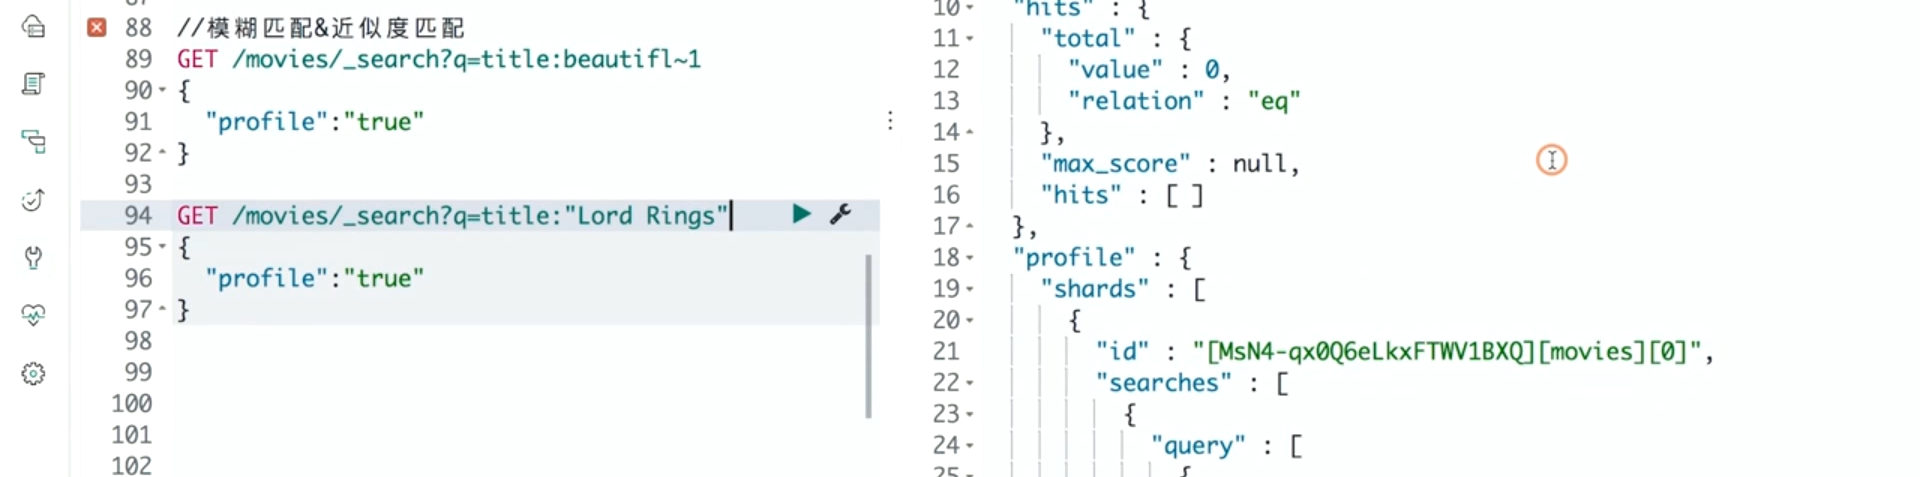 87
88 //模糊匹配&近似度匹配
89 GET /movies/_search?q=title:beautifl~1
90 {
91 "profile":"true"
92 }
93
94 GET /movies/_search?q=title:"Lord Rings"
95 {
96 "profile":"true"
97 }
98
99
100
101
102
10 "hits" : {
11 "total" : {
12 "value" : 0,
13 "relation" : "eq"
14 },
15 "max_score" : null,
16 "hits" : [ ]
17 },
18 "profile" : {
19 "shards" : [
20 {
21 "id" : "[MsN4-qx0Q6eLkxFTWV1BXQ][movies][0]",
22 "searches" : [
23 {
24 "query" : [
25 {